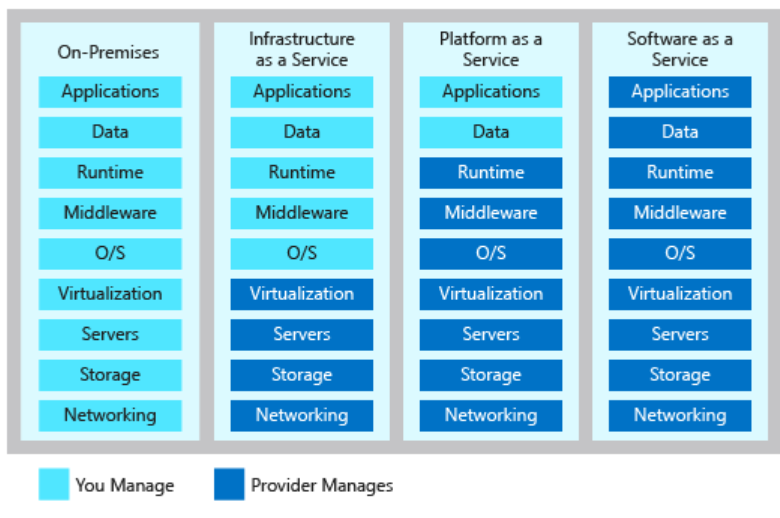 On-Premises
Applications
Data
Runtime
Middleware
O/S
Virtualization
Servers
Storage
Networking
Infrastructure
as a Service
Applications
Data
Runtime
Middleware
O/S
Virtualization
Servers
Storage
Networking
Platform as a
Service
Applications
Data
Runtime
Middleware
O/S
Virtualization
Servers
Storage
Networking
Software as a
Service
Applications
Data
Runtime
Middleware
O/S
Virtualization
Servers
Storage
Networking
You Manage
Provider Manages